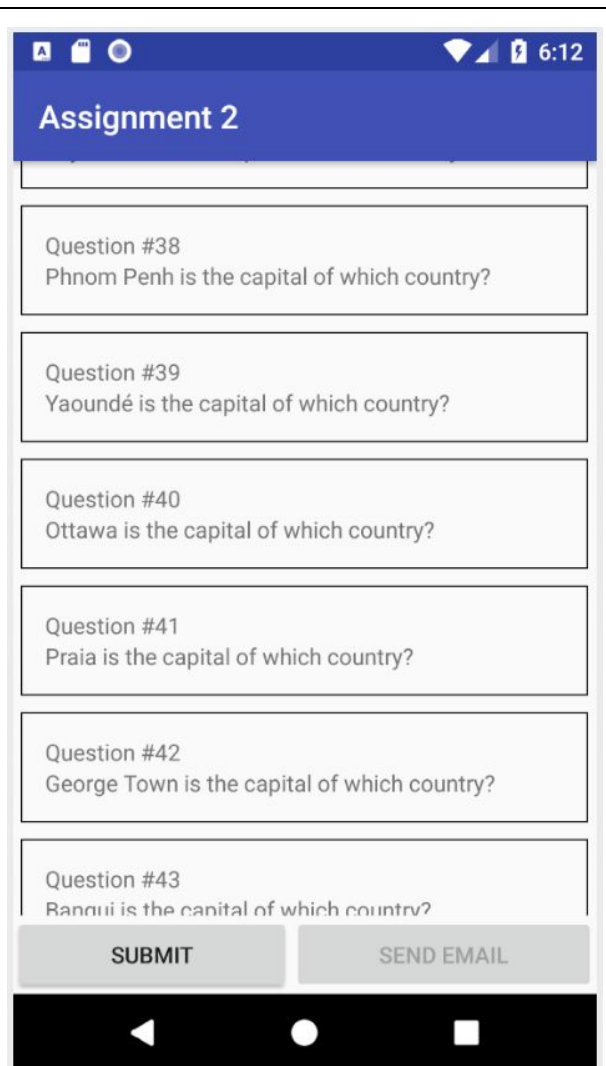 6:12
Assignment 2
Question #38
Phnom Penh is the capital of which country?
Question #39
Yaoundé is the capital of which country?
Question #40
Ottawa is the capital of which country?
Question #41
Praia is the capital of which country?
Question #42
George Town is the capital of which country?
Question #43
Bangui is the capital of which country?
SUBMIT
SEND EMAIL